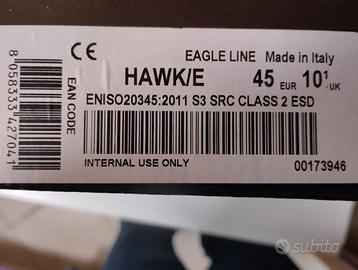 CE EAGLE LINE Made in Italy
HAWK/E 45 EUR 10¹ UK
ENISO20345:2011 S3 SRC CLASS 2 ESD
INTERNAL USE ONLY 00173946
8 058333 427041
EAN CODE
subito